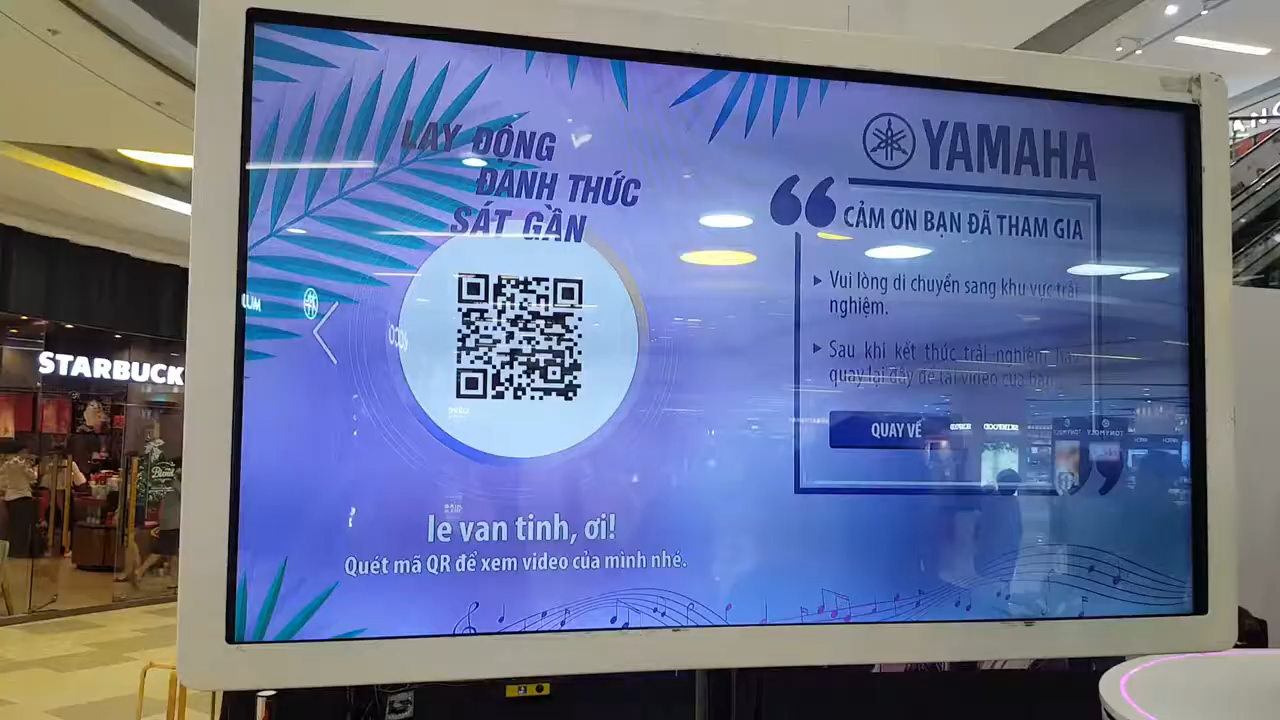 LAY ĐỘNG
ĐÁNH THỨC
SÁT GẦN
le van tinh, ơi!
Quét mã QR để xem video của mình nhé.
YAMAHA
CẢM ƠN BẠN ĐÃ THAM GIA
Vui lòng di chuyển sang khu vực trải
nghiệm.
Sau khi kết thúc trải nghiệm
quay lại đây để tải video của bạn
QUAY VỀ
STARBUCK